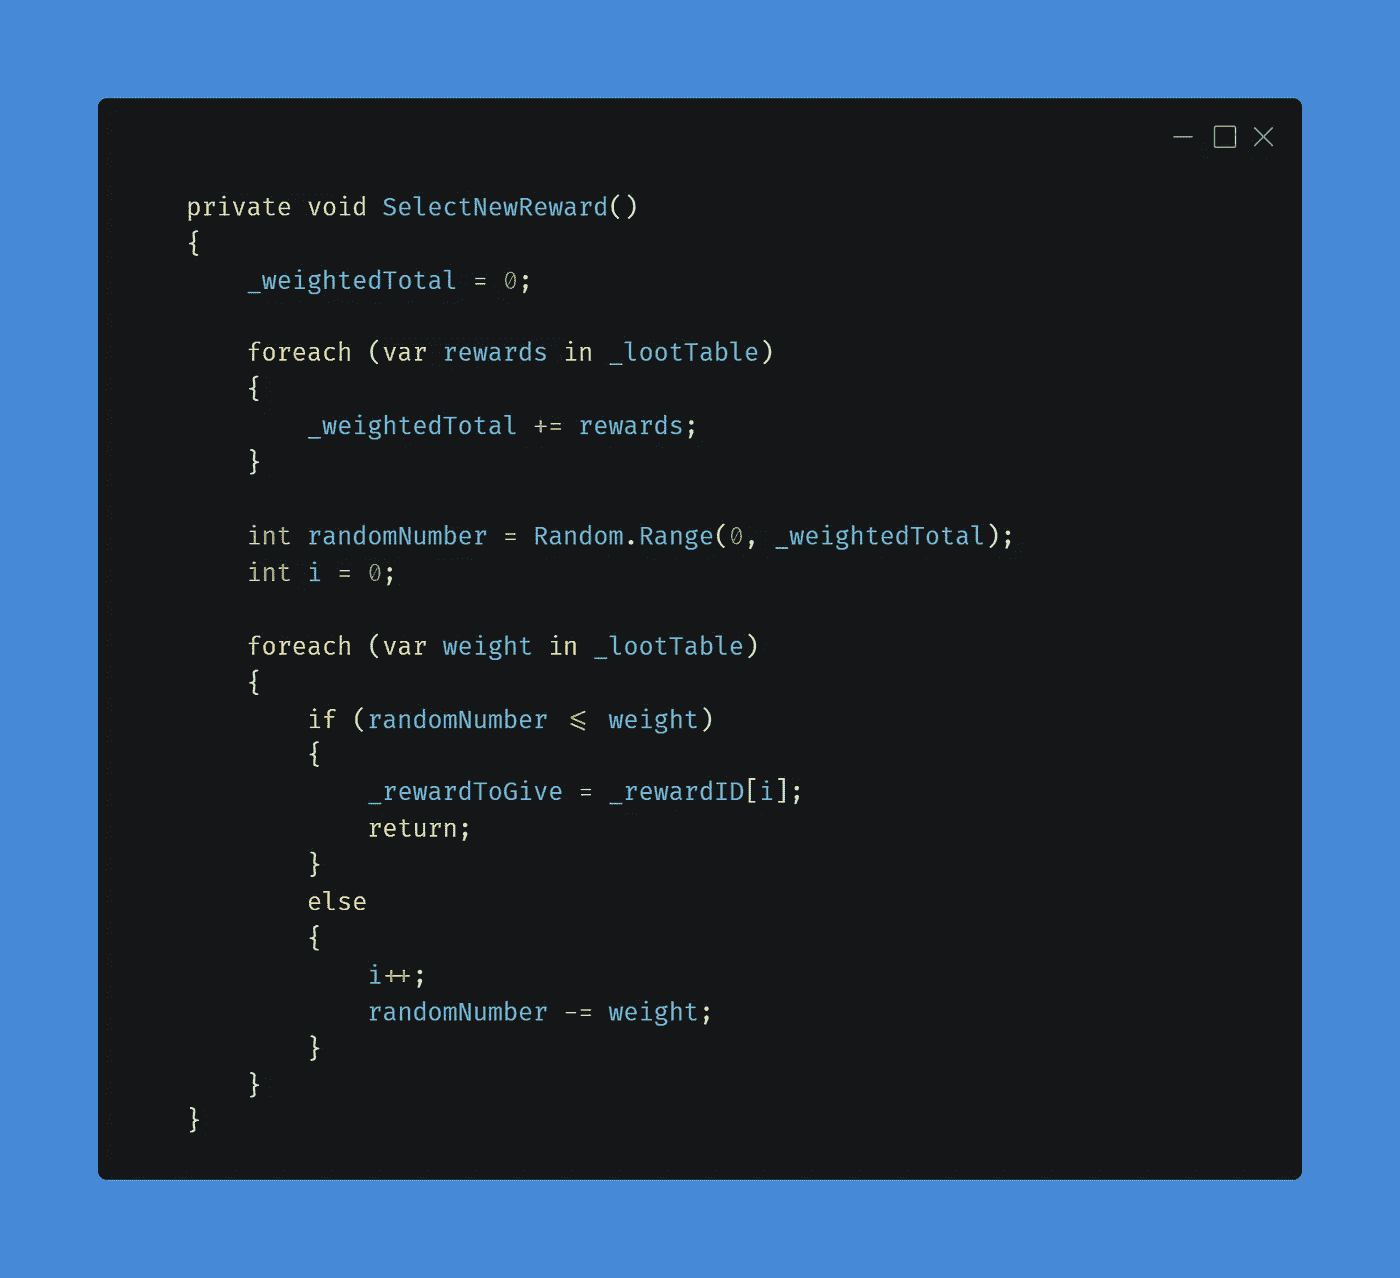 private void SelectNewReward()
{
    _weightedTotal = 0;

    foreach (var rewards in _lootTable)
    {
        _weightedTotal += rewards;
    }

    int randomNumber = Random.Range(0, _weightedTotal);
    int i = 0;

    foreach (var weight in _lootTable)
    {
        if (randomNumber <= weight)
        {
            _rewardToGive = _rewardID[i];
            return;
        }
        else
        {
            i++;
            randomNumber -= weight;
        }
    }
}